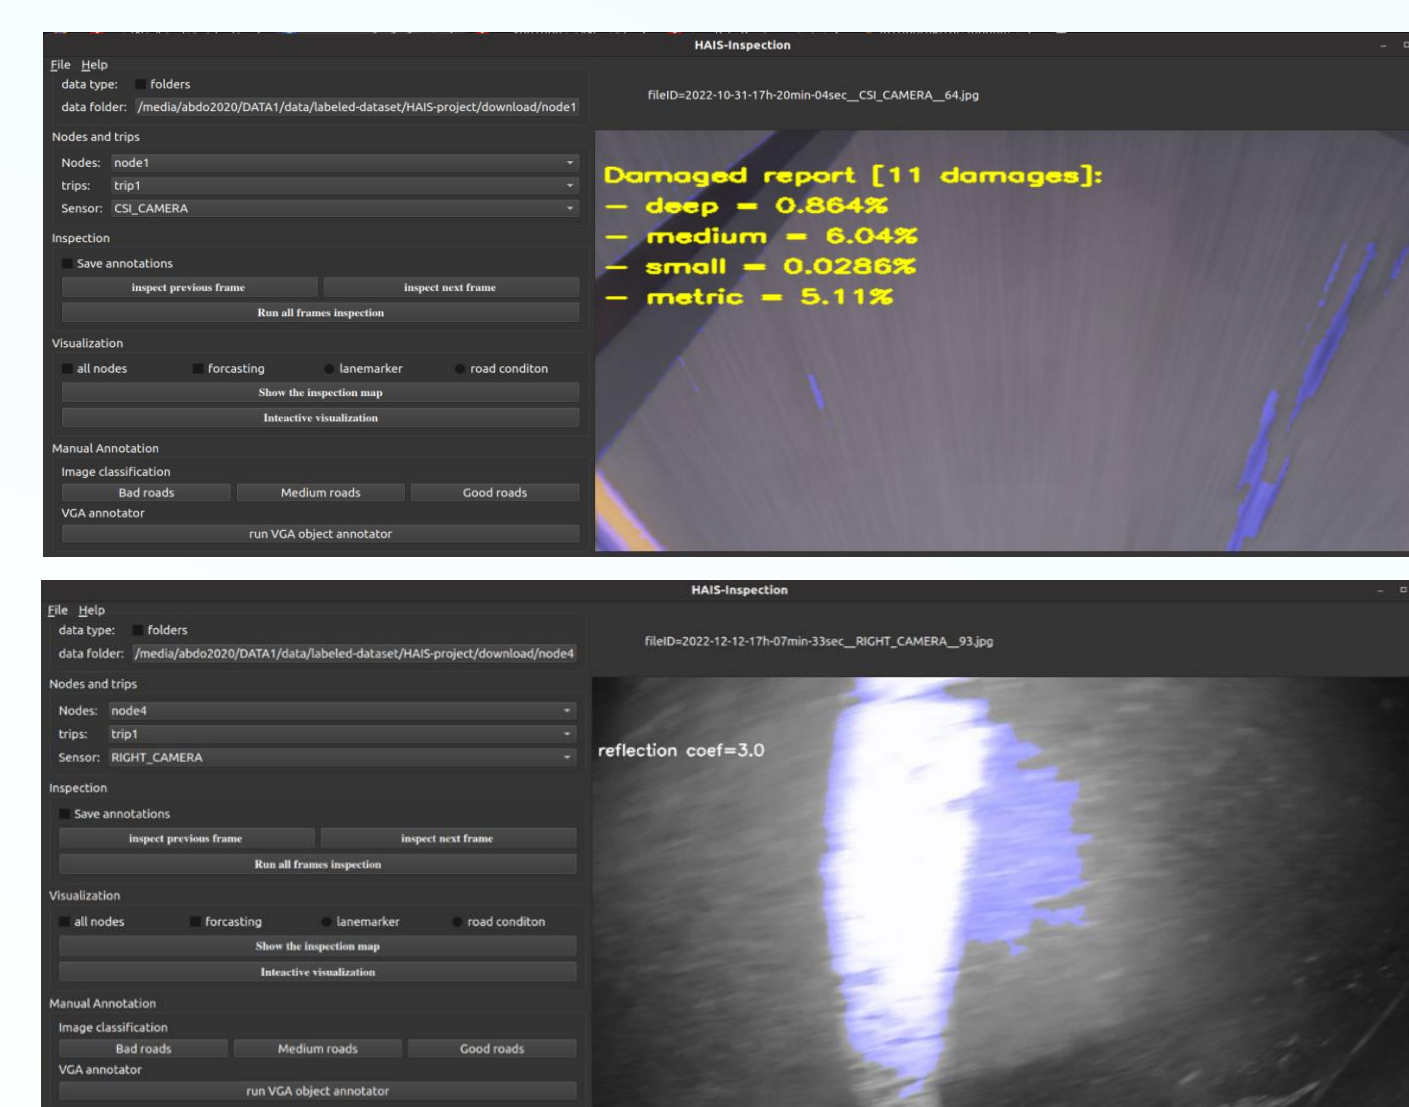 HAIS-Inspection
File Help
data type: folders
data folder: /media/abdo2020/DATA1/data/labeled-dataset/HAIS-project/download/node1
fileID=2022-10-31-17h-20min-04sec__CSI_CAMERA__64.jpg
Nodes and trips
Nodes: node1
trips: trip1
Sensor: CSI_CAMERA
Inspection
Save annotations
inspect previous frame inspect next frame
Run all frames inspection
Visualization
all nodes forcasting lanemarker road conditon
Show the inspection map
Inteactive visualization
Manual Annotation
Image classification
Bad roads Medium roads Good roads
VGA annotator
run VGA object annotator
Damaged report [11 damages]:
– deep = 0.864%
– medium = 6.04%
– small = 0.0286%
– metric = 5.11%
HAIS-Inspection
File Help
data type: folders
data folder: /media/abdo2020/DATA1/data/labeled-dataset/HAIS-project/download/node4
fileID=2022-12-12-17h-07min-33sec__RIGHT_CAMERA__93.jpg
Nodes and trips
Nodes: node4
trips: trip1
Sensor: RIGHT_CAMERA
Inspection
Save annotations
inspect previous frame inspect next frame
Run all frames inspection
Visualization
all nodes forcasting lanemarker road conditon
Show the inspection map
Inteactive visualization
Manual Annotation
Image classification
Bad roads Medium roads Good roads
VGA annotator
run VGA object annotator
reflection coef=3.0